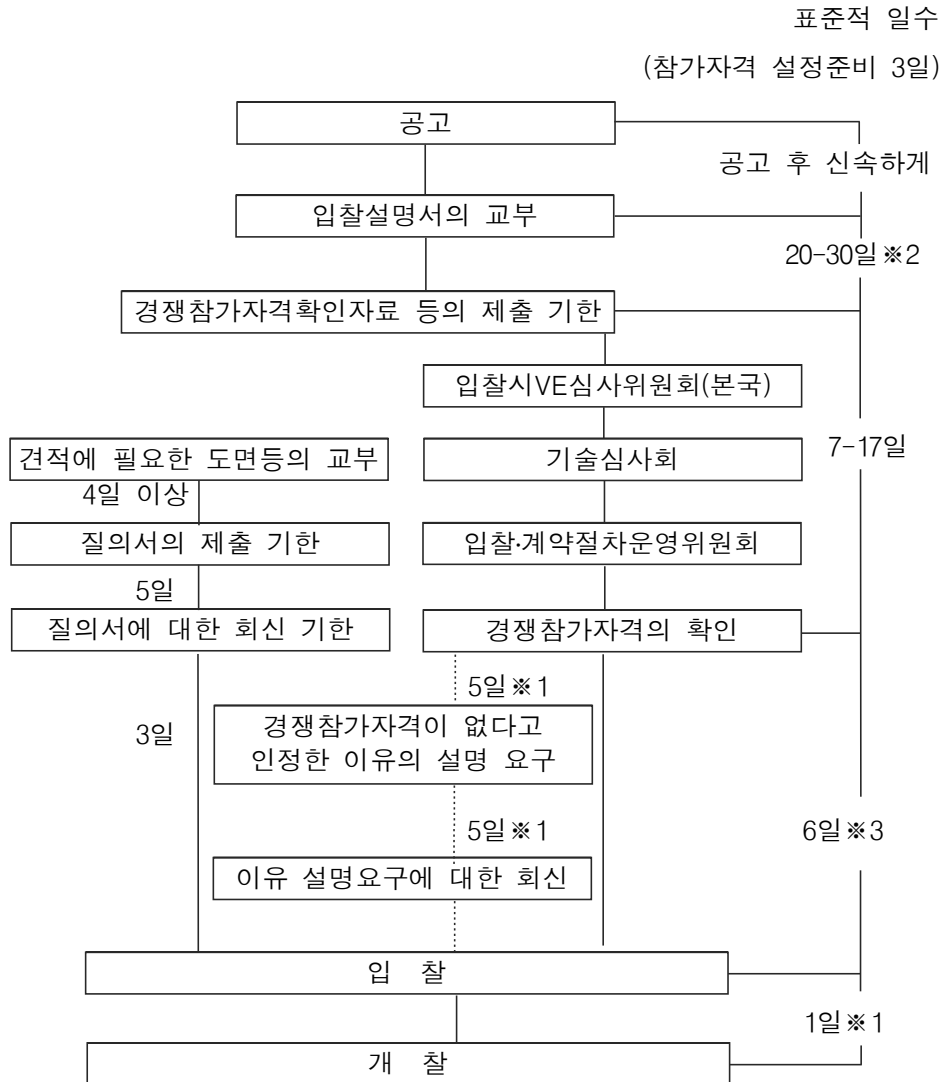 표준적 일수
(참가자격 설정준비 3일)
공고
공고 후 신속하게
입찰설명서의 교부
20-30일※2
경쟁참가자격확인자료 등의 제출 기한
입찰시VE심사위원회(본국)
견적에 필요한 도면등의 교부
기술심사회
7-17일
4일 이상
질의서의 제출 기한
입찰·계약절차운영위원회
5일
질의서에 대한 회신 기한
경쟁참가자격의 확인
5일※1
3일
경쟁참가자격이 없다고
인정한 이유의 설명 요구
5일※1
6일※3
이유 설명요구에 대한 회신
입 찰
1일※1
개 찰